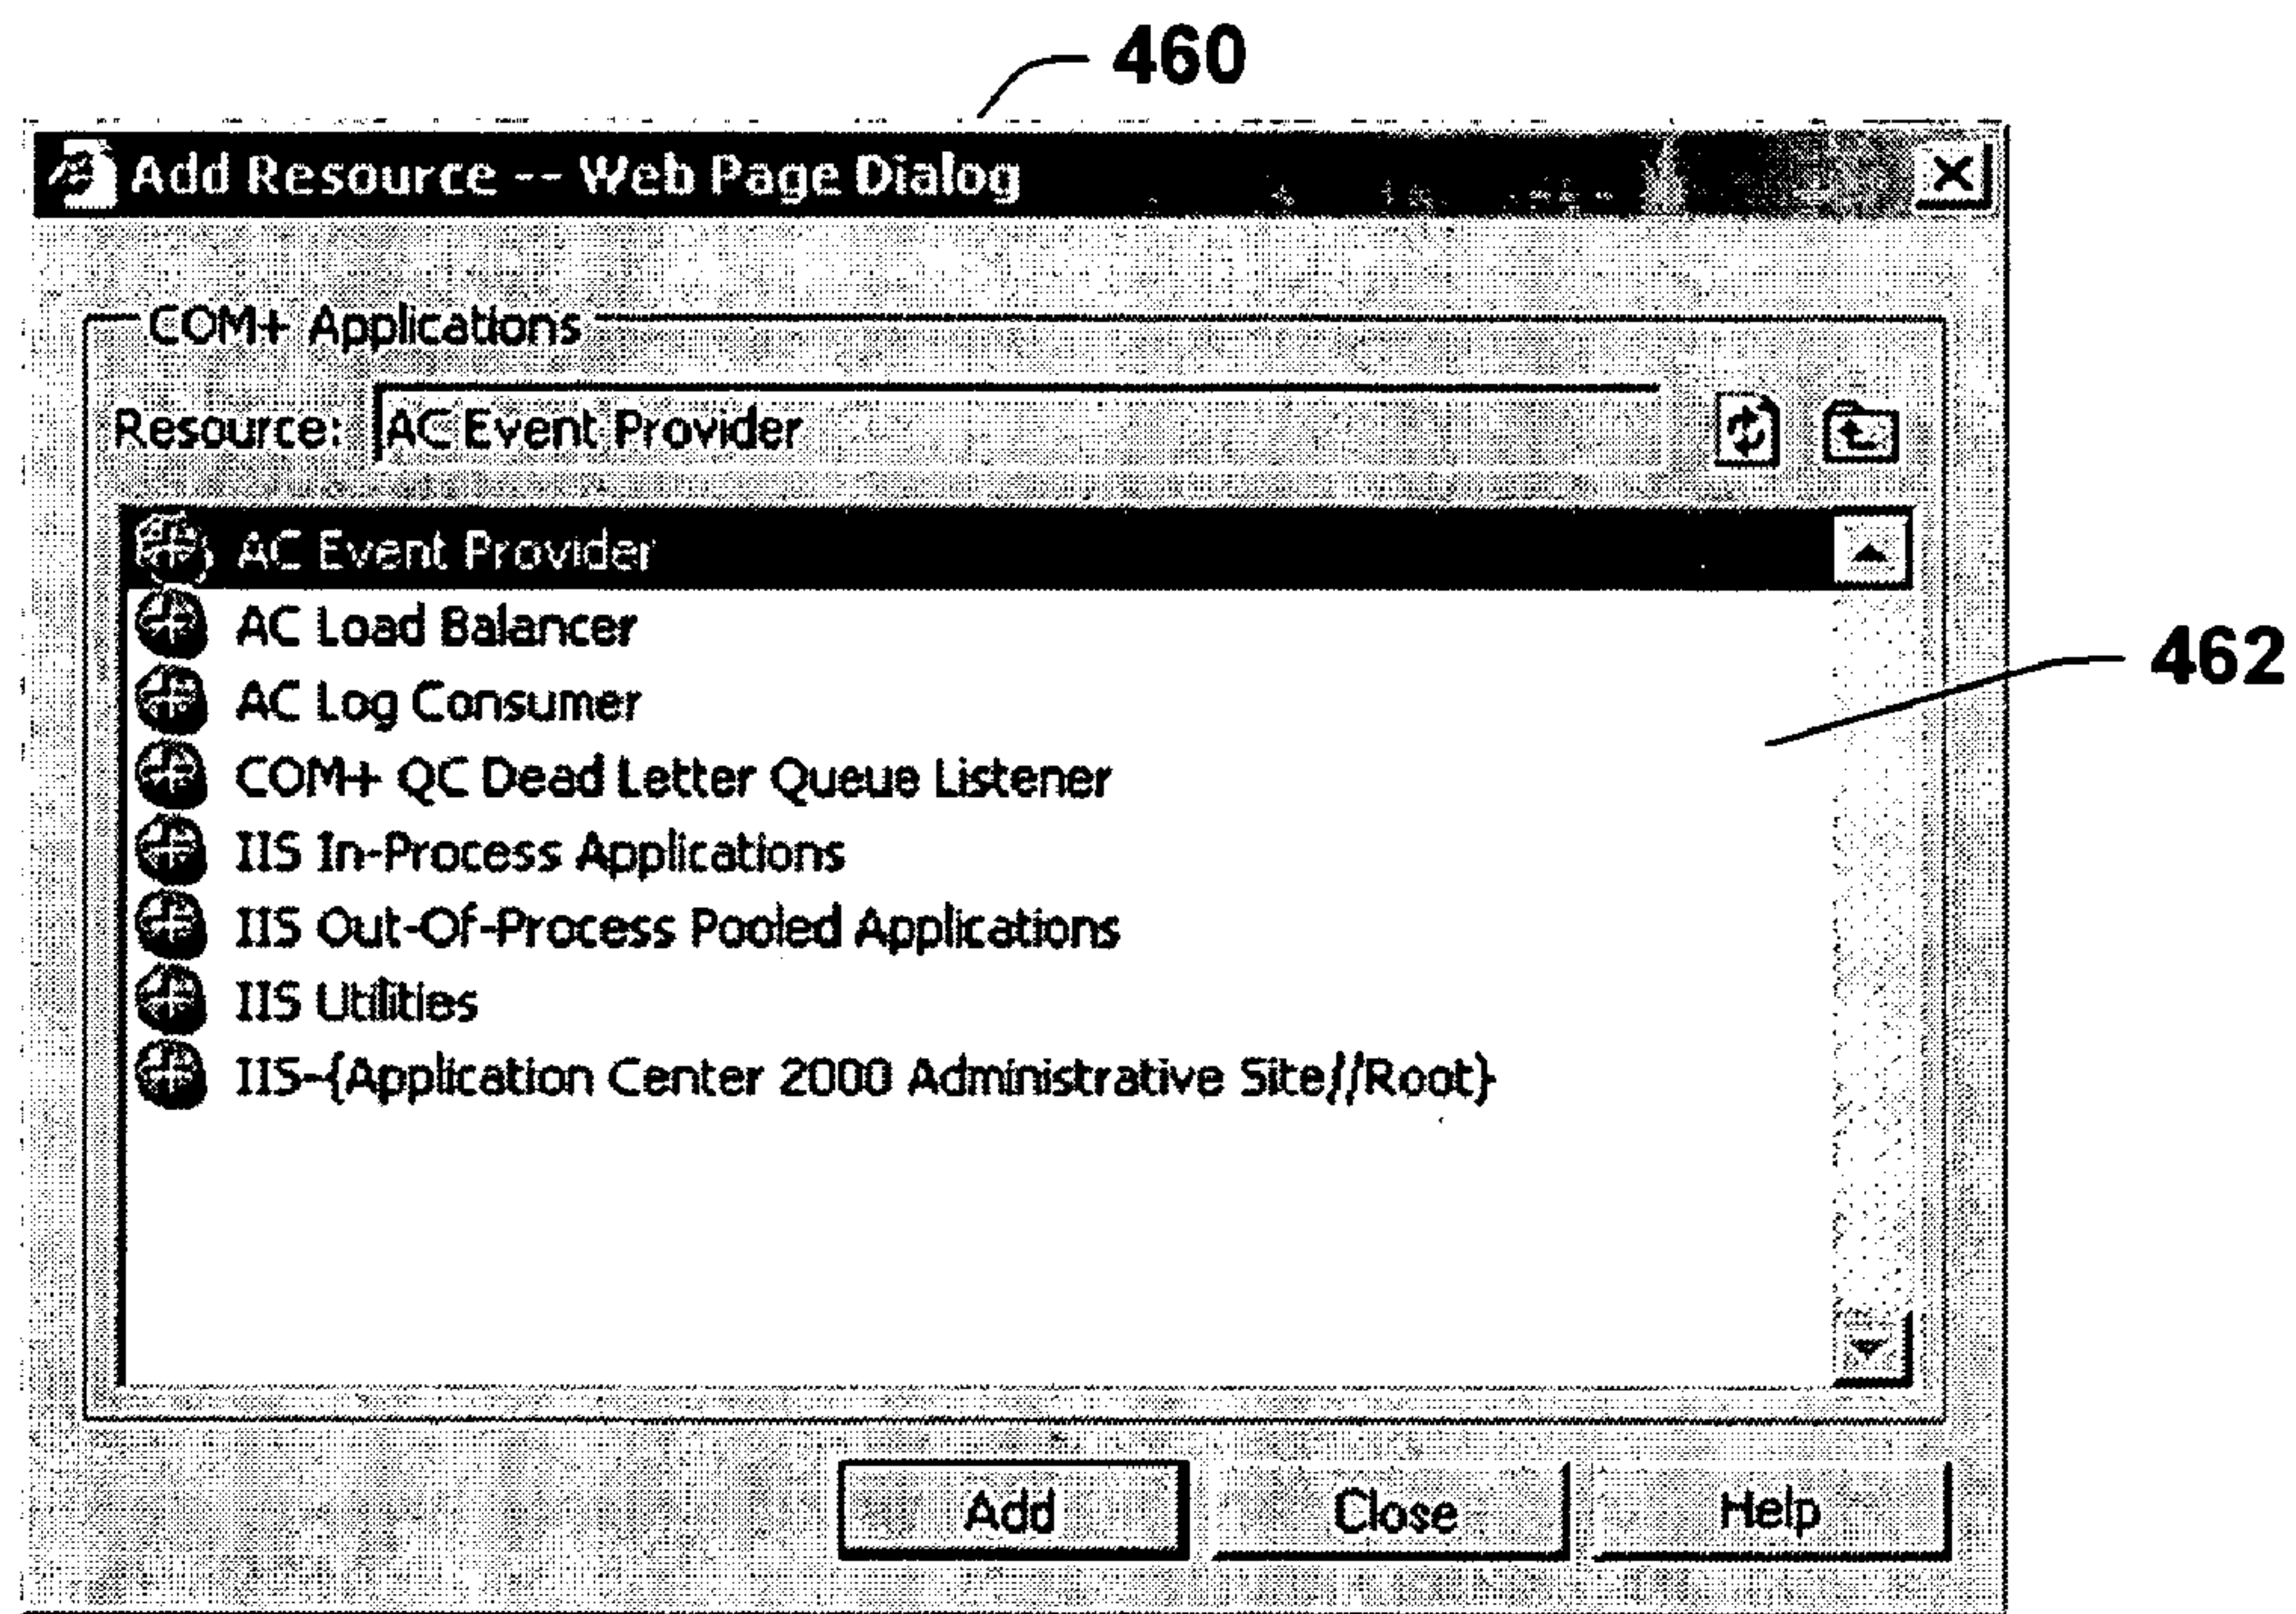 460
Add Resource -- Web Page Dialog
COM+ Applications
Resource: AC Event Provider
AC Event Provider
AC Load Balancer
462
AC Log Consumer
COM+ QC Dead Letter Queue Listener
IIS In-Process Applications
IIS Out-Of-Process Pooled Applications
IIS Utilities
IIS-{Application Center 2000 Administrative Site//Root}
Add Close Help